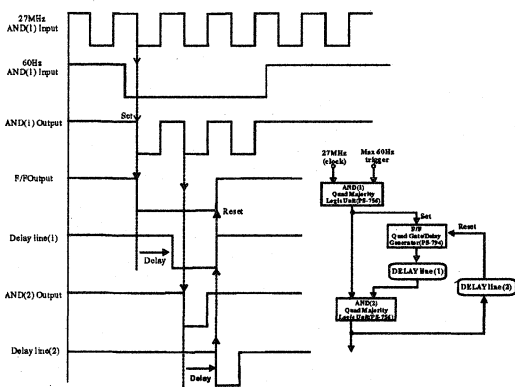 27MHz
AND(1) Input
60Hz
AND(1) Input
AND(1) Output
Set
F/FOutput
Reset
Delay line(1)
Delay
AND(2) Output
Delay line(2)
Delay
27MHz
(clock)
Max 60Hz
trigger
AND(1)
Quad Majority
Logic Unit(PS-756)
Set
F/F
Quad Gate/Delay
Generator(PS-794)
Reset
DELAY line(1)
DELAY line(2)
AND(2)
Quad Majority
Logic Unit(PS-756)